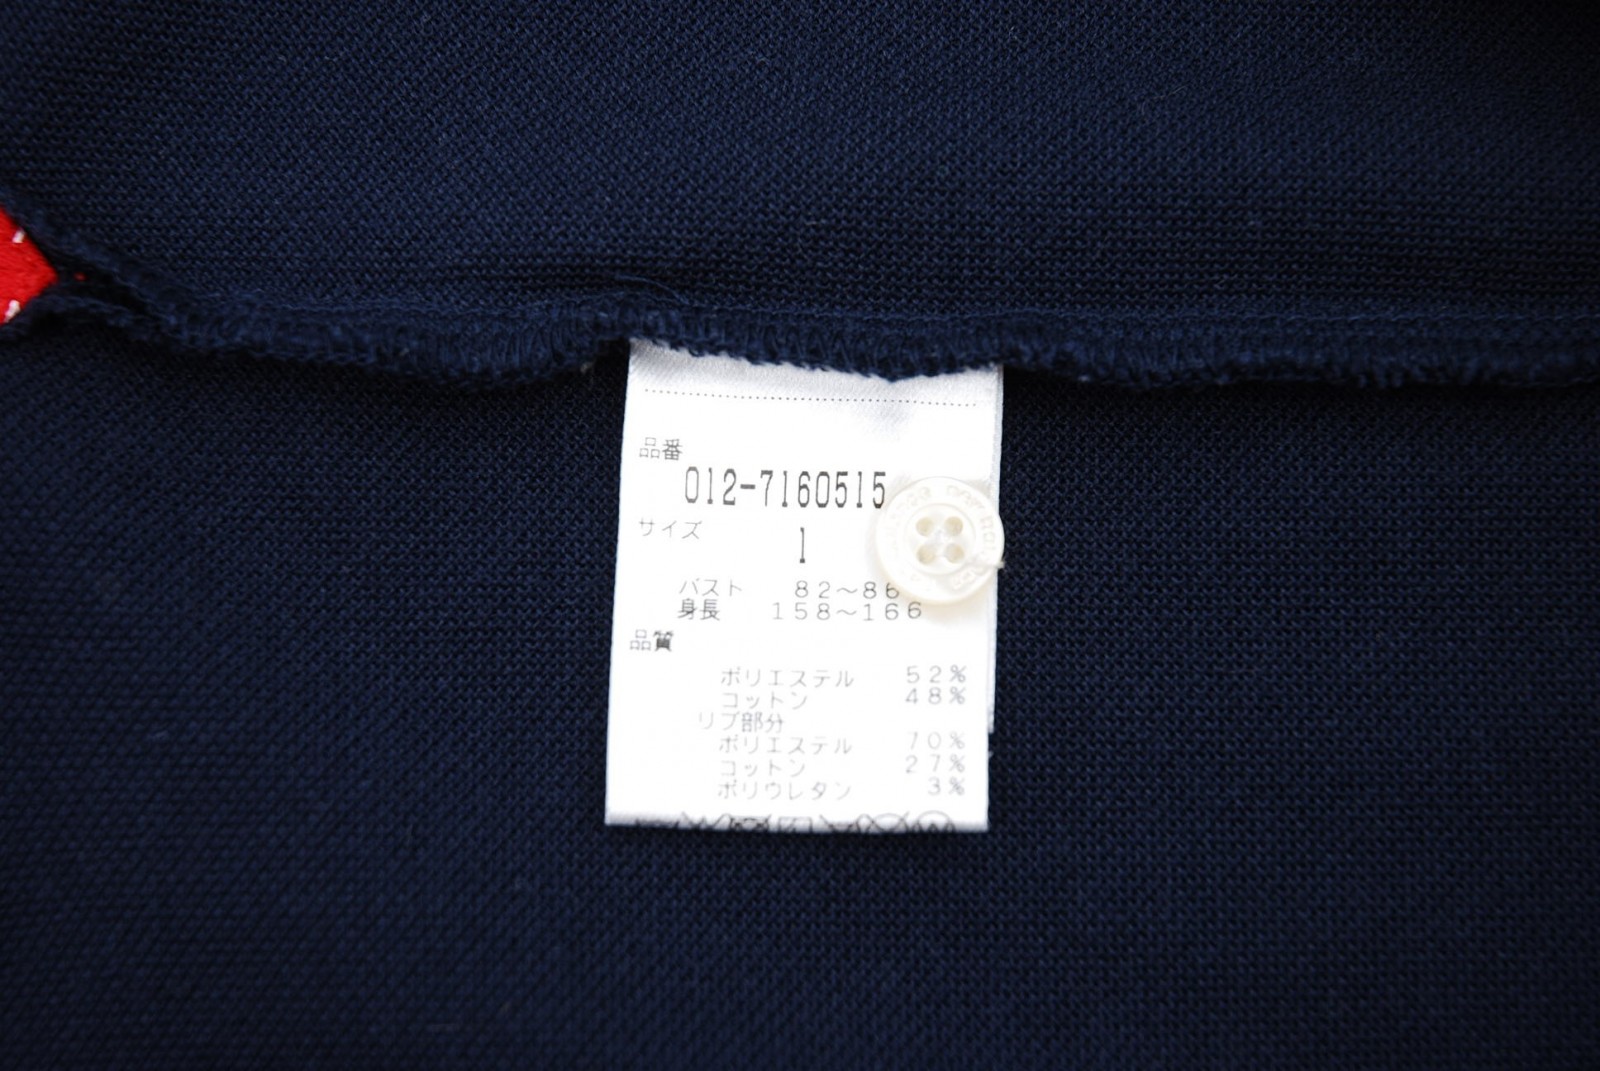 品番
012-7160515
サイズ
1
バスト 82～86
身長 158～166
品質
ポリエステル 52%
コットン 48%
リブ部分
ポリエステル 70%
コットン 27%
ポリウレタン 3%